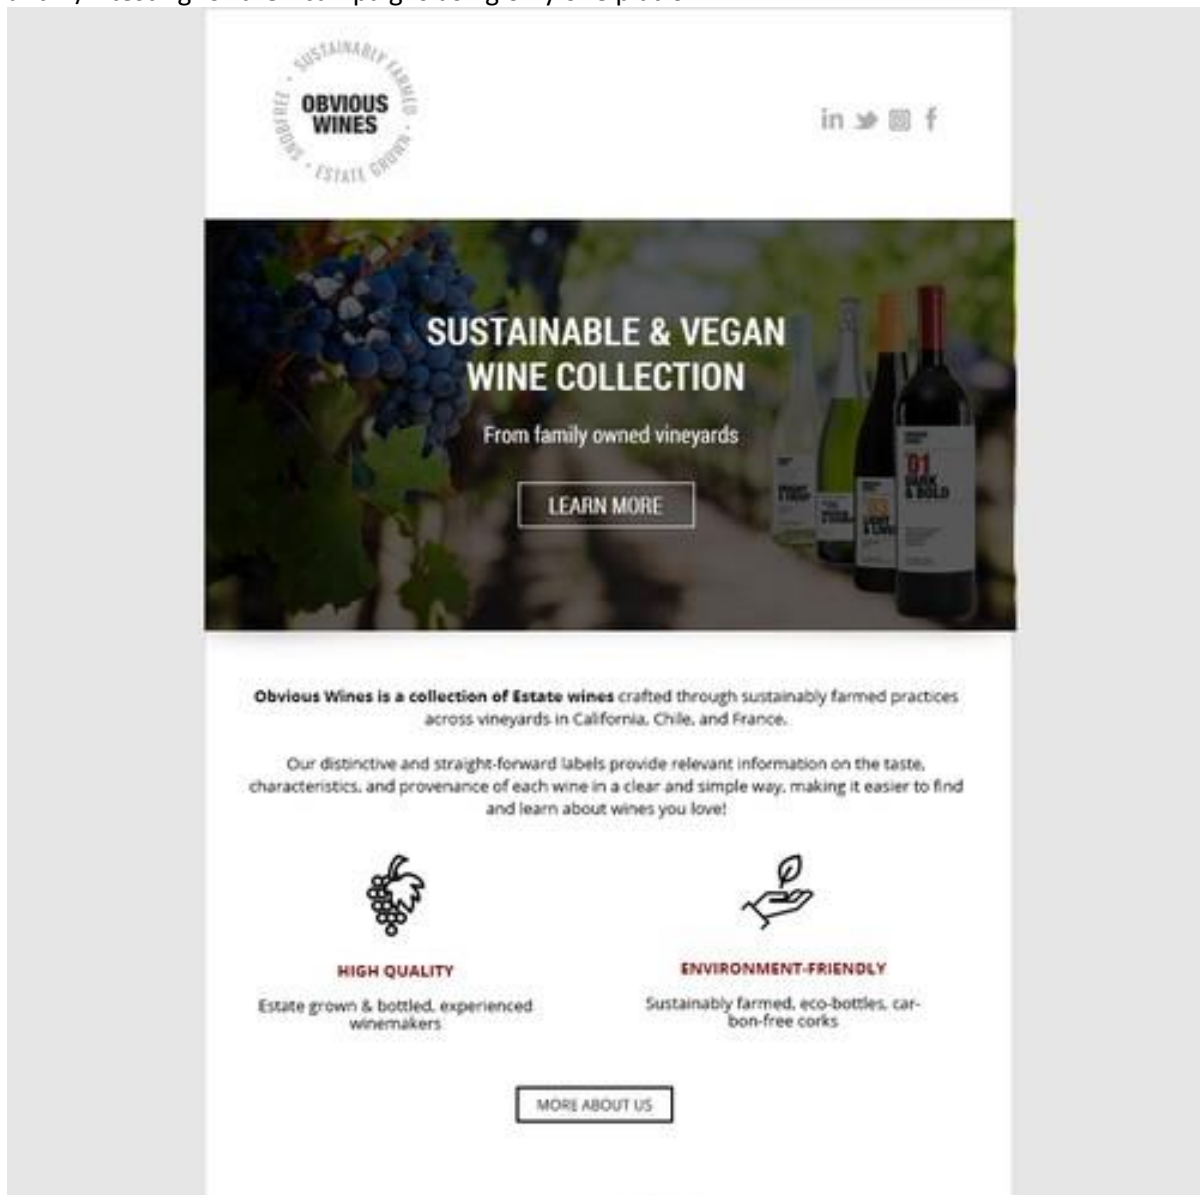 SUSTAINABLY FARMED • ESTATE GROWN • SNOBFREE •
OBVIOUS
WINES
in
f
SUSTAINABLE & VEGAN
WINE COLLECTION
From family owned vineyards
LEARN MORE
'01
DARK
& BOLD
Obvious Wines is a collection of Estate wines crafted through sustainably farmed practices
across vineyards in California, Chile, and France.
Our distinctive and straight-forward labels provide relevant information on the taste,
characteristics, and provenance of each wine in a clear and simple way, making it easier to find
and learn about wines you love!
HIGH QUALITY
Estate grown & bottled, experienced
winemakers
ENVIRONMENT-FRIENDLY
Sustainably farmed, eco-bottles, car-
bon-free corks
MORE ABOUT US